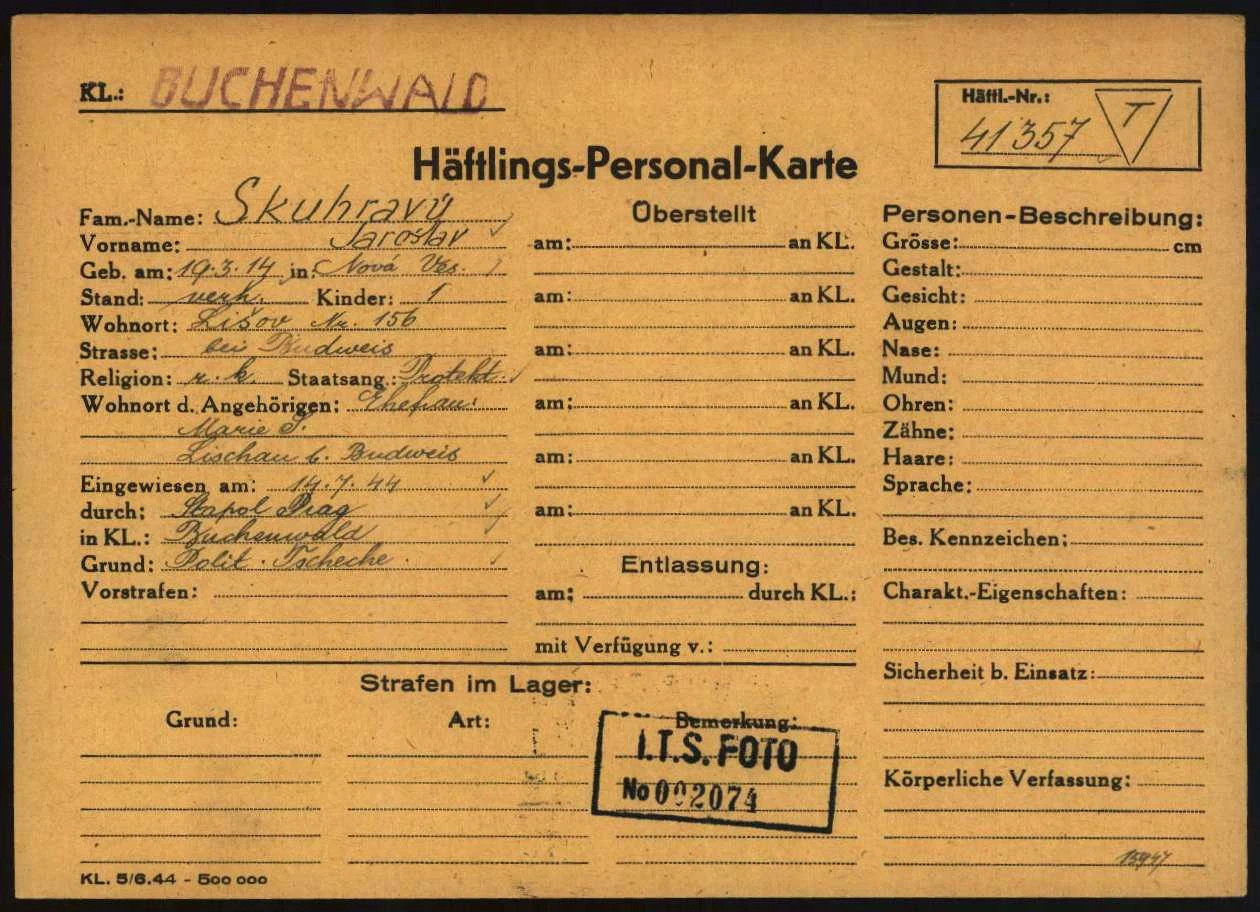 KL.: BUCHENWALD
Häftl.-Nr.:
41357 T
Häftlings-Personal-Karte
Fam.-Name: Skuhravý
Vorname: Jaroslav
Geb. am: 19.3.14 in: Nová Ves.
Stand: verh. Kinder: 1
Wohnort: Lišov Nr. 156
Strasse: bei Budweis
Religion: r. k. Staatsang.: Protekt.
Wohnort d. Angehörigen: Ehefrau:
Marie S.
Lischau b. Budweis
Eingewiesen am: 14.7.44
durch: Stapol Prag
in KL.: Buchenwald
Grund: Polit. Tscheche.
Vorstrafen:
Überstellt
am: an KL.
am: an KL.
am: an KL.
am: an KL.
am: an KL.
am: an KL.
Entlassung:
am: durch KL.:
mit Verfügung v.:
Personen-Beschreibung:
Grösse: cm
Gestalt:
Gesicht:
Augen:
Nase:
Mund:
Ohren:
Zähne:
Haare:
Sprache:
Bes. Kennzeichen:
Charakt.-Eigenschaften:
Sicherheit b. Einsatz:
Körperliche Verfassung:
Strafen im Lager:
Grund: Art: Bemerkung:
I.T.S. FOTO
No 002074
KL. 5/6.44 - 500 000